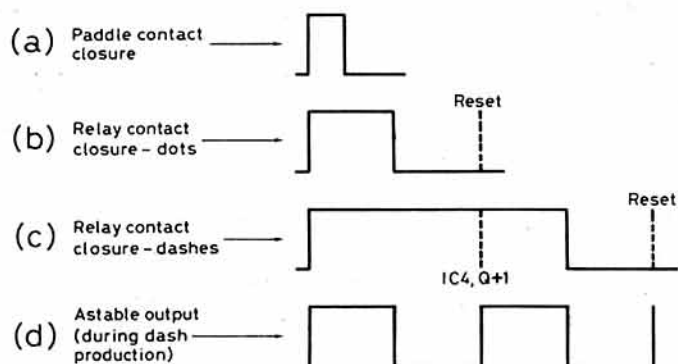 (a) Paddle contact
closure
Reset
(b) Relay contact
closure – dots
Reset
(c) Relay contact
closure – dashes
IC4, Q+1
(d) Astable output
(during dash
production)